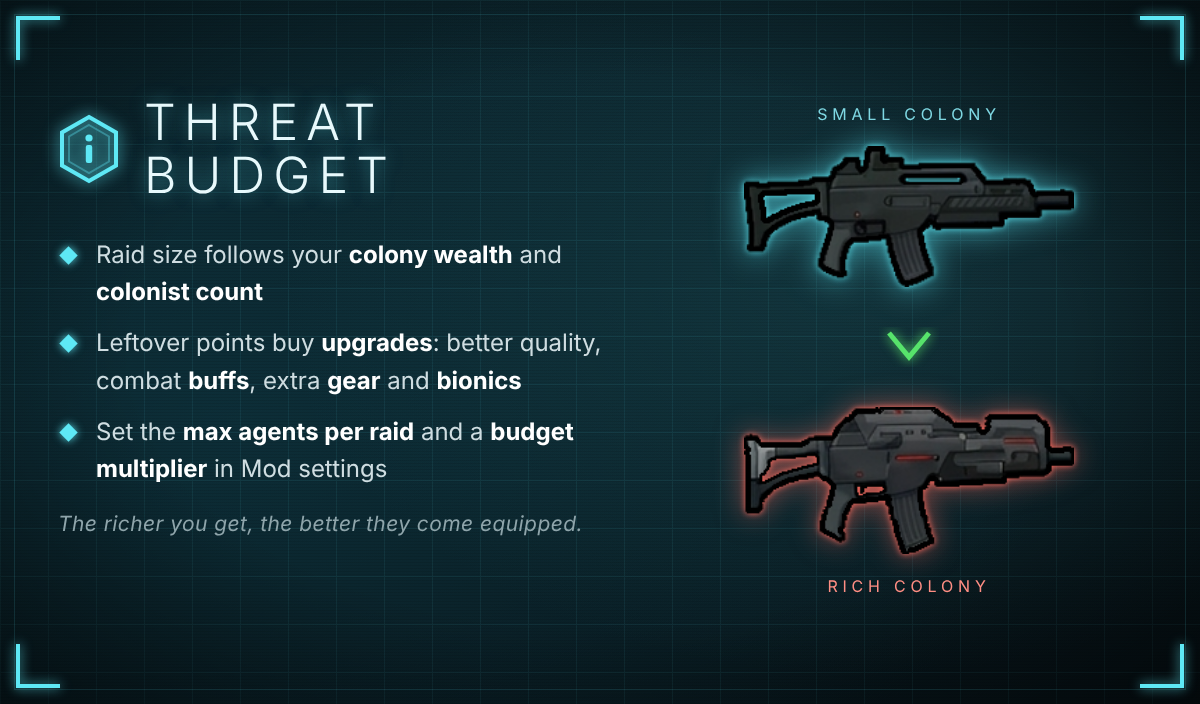 THREAT
BUDGET
Raid size follows your colony wealth and
colonist count
Leftover points buy upgrades: better quality,
combat buffs, extra gear and bionics
Set the max agents per raid and a budget
multiplier in Mod settings
The richer you get, the better they come equipped.
SMALL COLONY
RICH COLONY